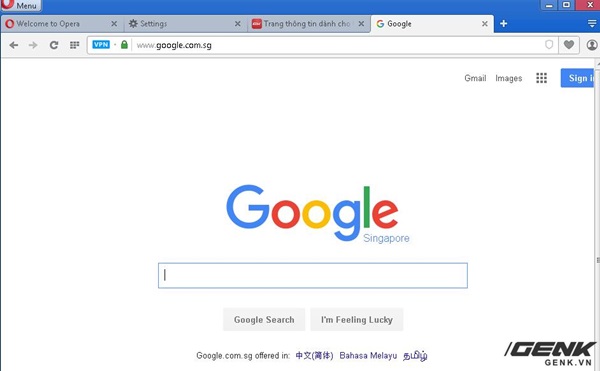 Menu
Welcome to Opera
Settings
Trang thông tin dành cho
Google
VPN
www.google.com.sg
Gmail Images
Sign in
Google
Singapore
Google Search
I'm Feeling Lucky
Google.com.sg offered in: 中文(简体) Bahasa Melayu தமிழ்
/GENK
GENK.VN